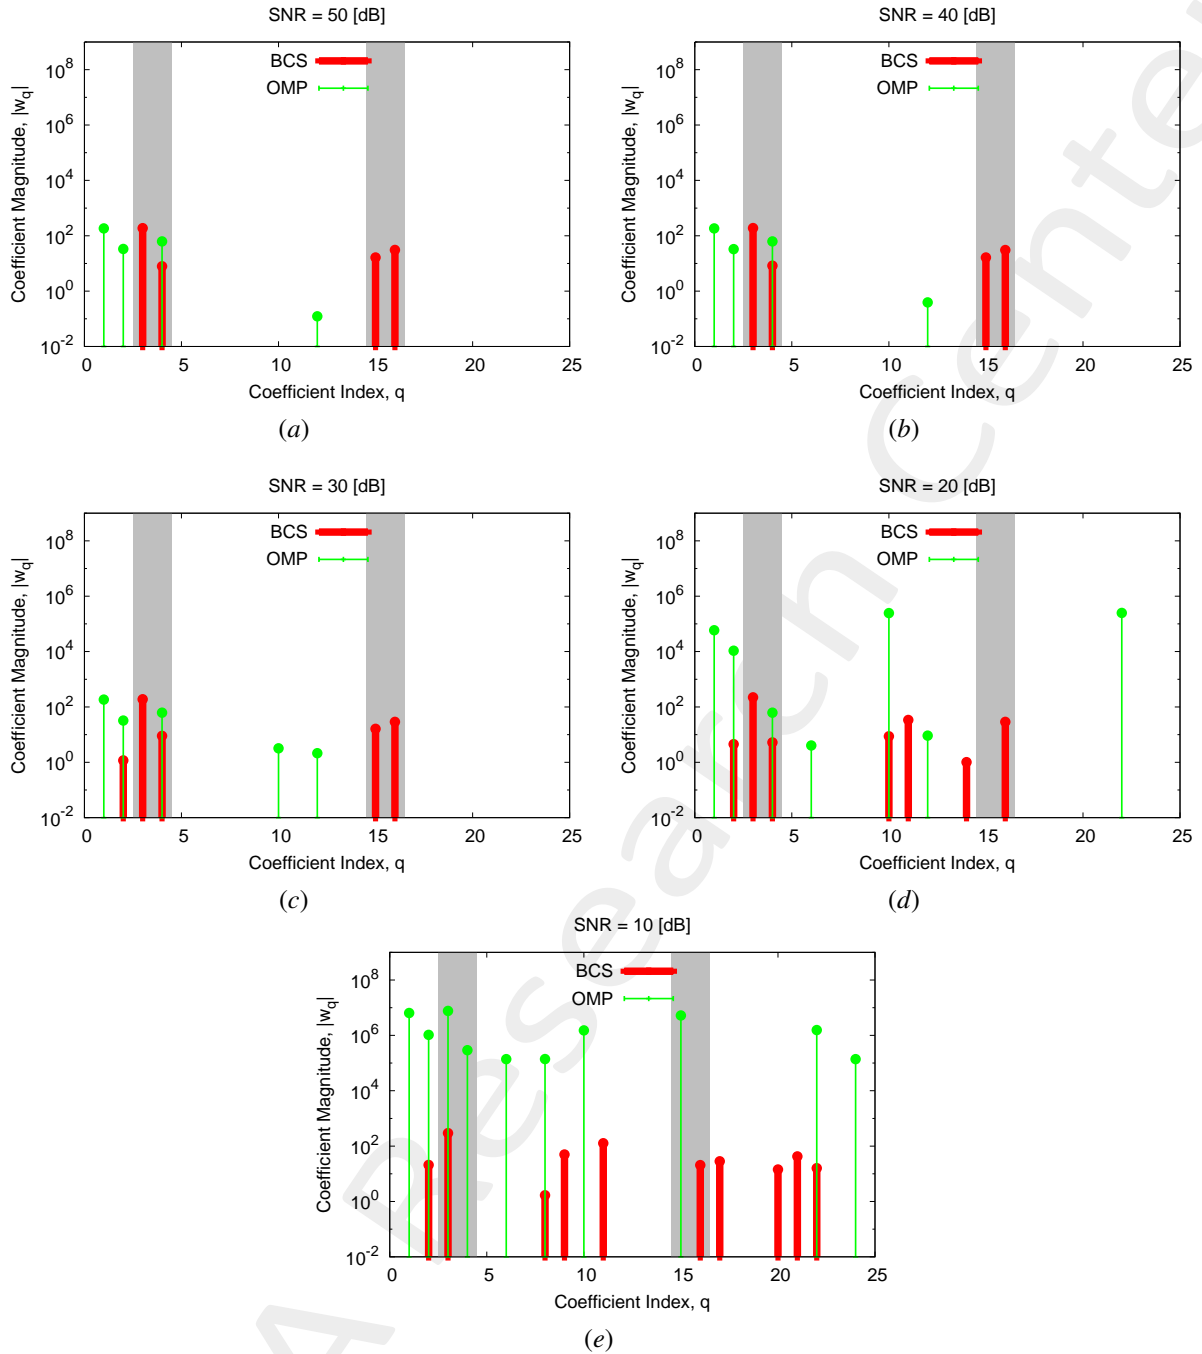 SNR = 50 [dB]
Coefficient Magnitude, |w_q|
10^8
10^6
10^4
10^2
10^0
10^-2
BCS
OMP
0 5 10 15 20 25
Coefficient Index, q
(a)
SNR = 40 [dB]
Coefficient Magnitude, |w_q|
10^8
10^6
10^4
10^2
10^0
10^-2
BCS
OMP
0 5 10 15 20 25
Coefficient Index, q
(b)
SNR = 30 [dB]
Coefficient Magnitude, |w_q|
10^8
10^6
10^4
10^2
10^0
10^-2
BCS
OMP
0 5 10 15 20 25
Coefficient Index, q
(c)
SNR = 20 [dB]
Coefficient Magnitude, |w_q|
10^8
10^6
10^4
10^2
10^0
10^-2
BCS
OMP
0 5 10 15 20 25
Coefficient Index, q
(d)
SNR = 10 [dB]
Coefficient Magnitude, |w_q|
10^8
10^6
10^4
10^2
10^0
10^-2
BCS
OMP
0 5 10 15 20 25
Coefficient Index, q
(e)
A Research Center